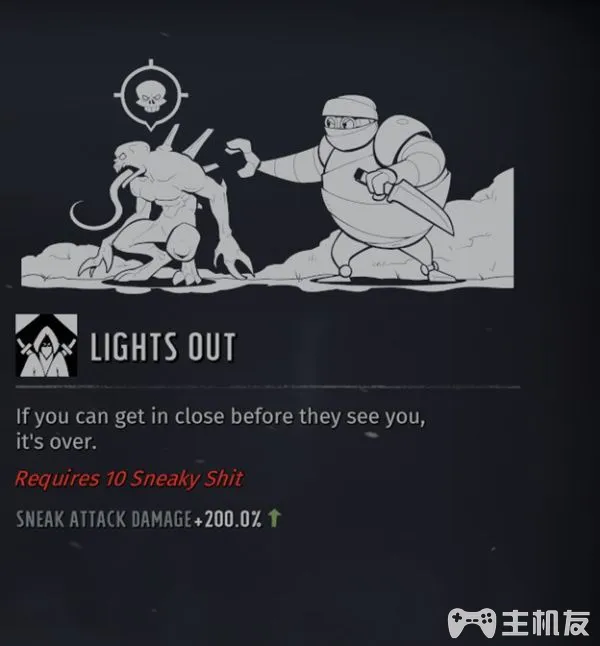 LIGHTS OUT
If you can get in close before they see you,
it's over.
Requires 10 Sneaky Shit
SNEAK ATTACK DAMAGE +200.0%
主机友